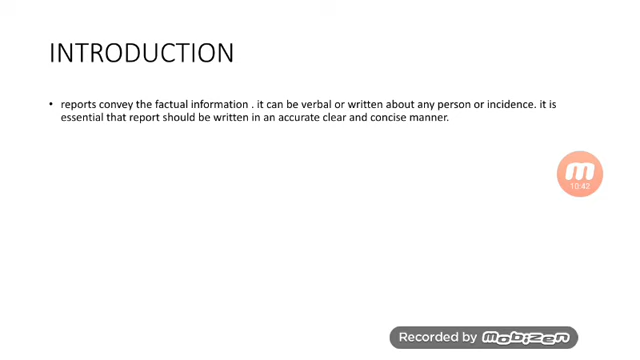 INTRODUCTION
• reports convey the factual information . it can be verbal or written about any person or incidence. it is
essential that report should be written in an accurate clear and concise manner.
m
10:42
Recorded by mobizen